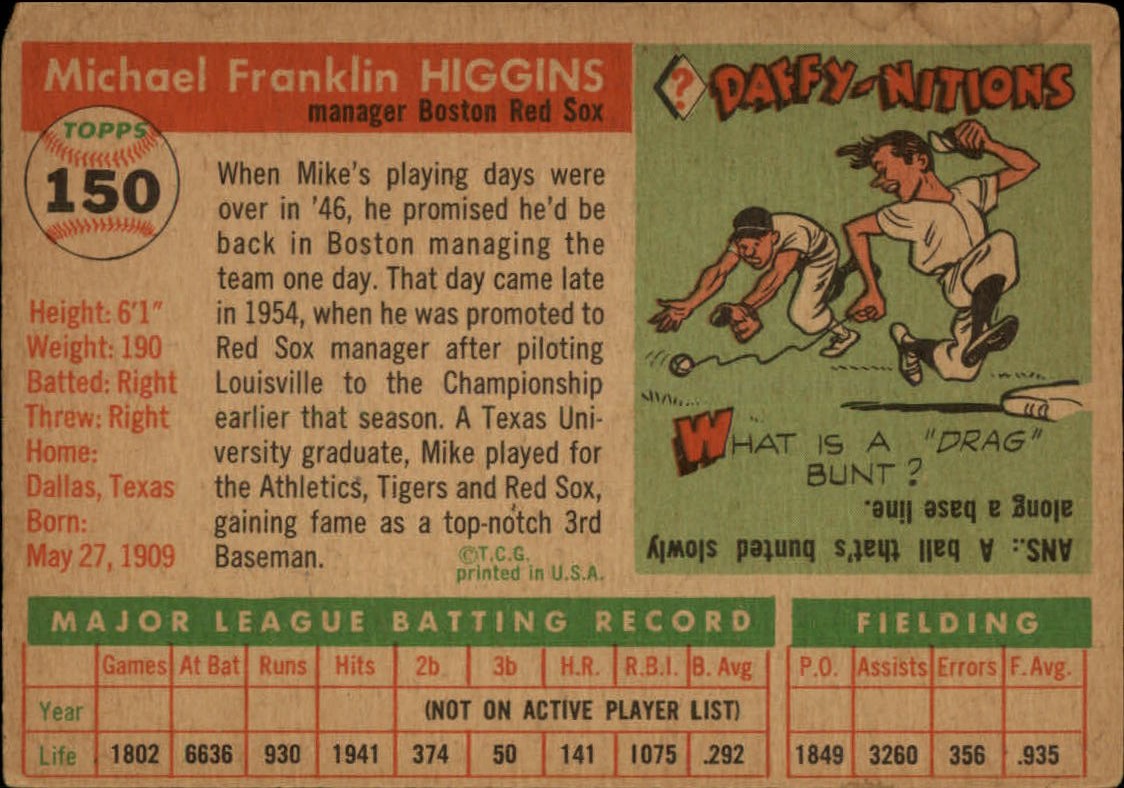 Michael Franklin HIGGINS
manager Boston Red Sox
TOPPS
150
Height: 6'1"
Weight: 190
Batted: Right
Threw: Right
Home:
Dallas, Texas
Born:
May 27, 1909
When Mike's playing days were
over in '46, he promised he'd be
back in Boston managing the
team one day. That day came late
in 1954, when he was promoted to
Red Sox manager after piloting
Louisville to the Championship
earlier that season. A Texas Uni-
versity graduate, Mike played for
the Athletics, Tigers and Red Sox,
gaining fame as a top-notch 3rd
Baseman.
©T.C.G.
printed in U.S.A.
? DAFFY-NITIONS
WHAT IS A "DRAG"
BUNT?
ANS.: A ball that's bunted slowly
along a base line.
MAJOR LEAGUE BATTING RECORD
Games At Bat Runs Hits 2b 3b H.R. R.B.I. B. Avg
Year (NOT ON ACTIVE PLAYER LIST)
Life 1802 6636 930 1941 374 50 141 1075 .292
FIELDING
P.O. Assists Errors F. Avg.
1849 3260 356 .935